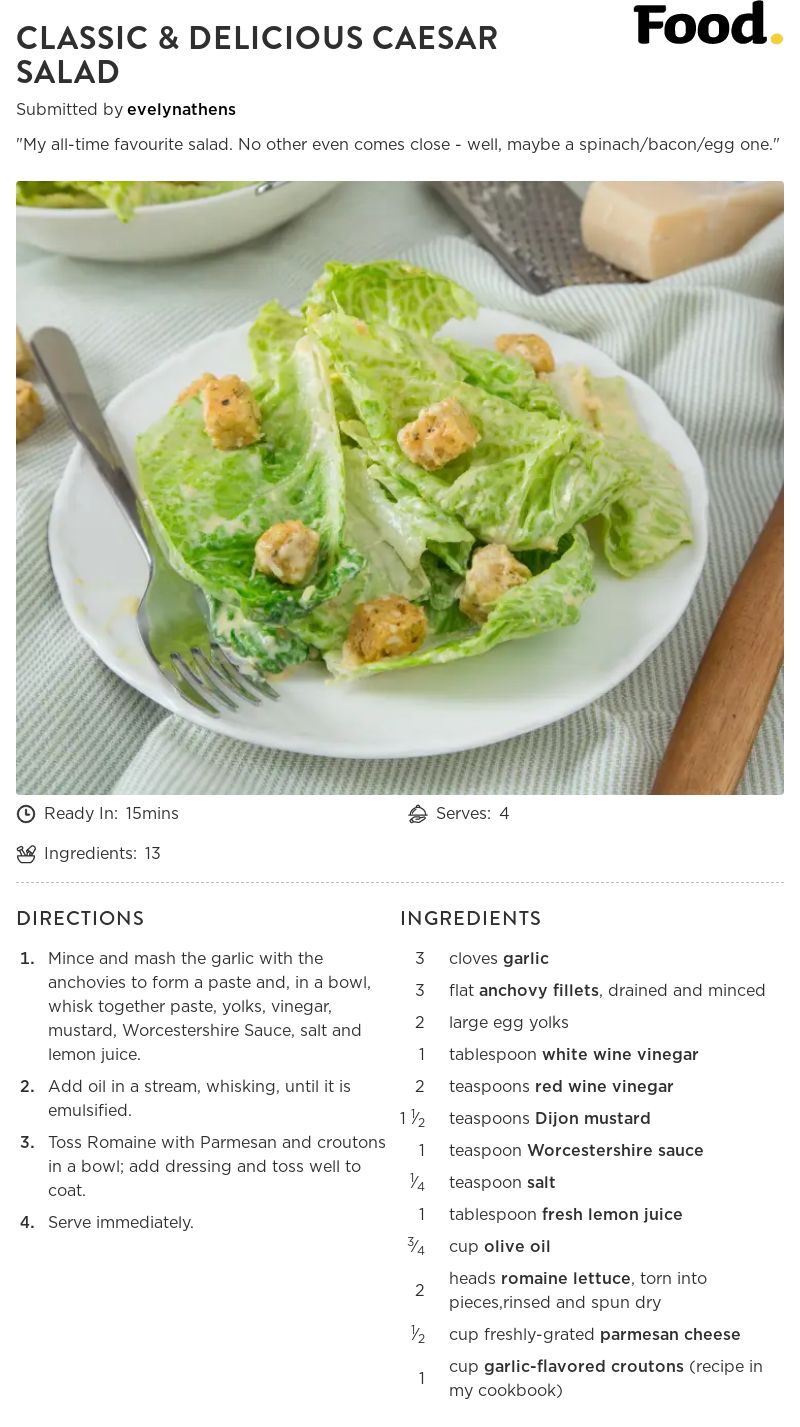 CLASSIC & DELICIOUS CAESAR
SALAD
Food.
Submitted by evelynathens
"My all-time favourite salad. No other even comes close - well, maybe a spinach/bacon/egg one."
Ready In: 15mins
Serves: 4
Ingredients: 13
DIRECTIONS
1. Mince and mash the garlic with the
anchovies to form a paste and, in a bowl,
whisk together paste, yolks, vinegar,
mustard, Worcestershire Sauce, salt and
lemon juice.
2. Add oil in a stream, whisking, until it is
emulsified.
3. Toss Romaine with Parmesan and croutons
in a bowl; add dressing and toss well to
coat.
4. Serve immediately.
INGREDIENTS
3 cloves garlic
3 flat anchovy fillets, drained and minced
2 large egg yolks
1 tablespoon white wine vinegar
2 teaspoons red wine vinegar
1 1⁄2 teaspoons Dijon mustard
1 teaspoon Worcestershire sauce
1⁄4 teaspoon salt
1 tablespoon fresh lemon juice
3⁄4 cup olive oil
2 heads romaine lettuce, torn into
pieces,rinsed and spun dry
1⁄2 cup freshly-grated parmesan cheese
1 cup garlic-flavored croutons (recipe in
my cookbook)